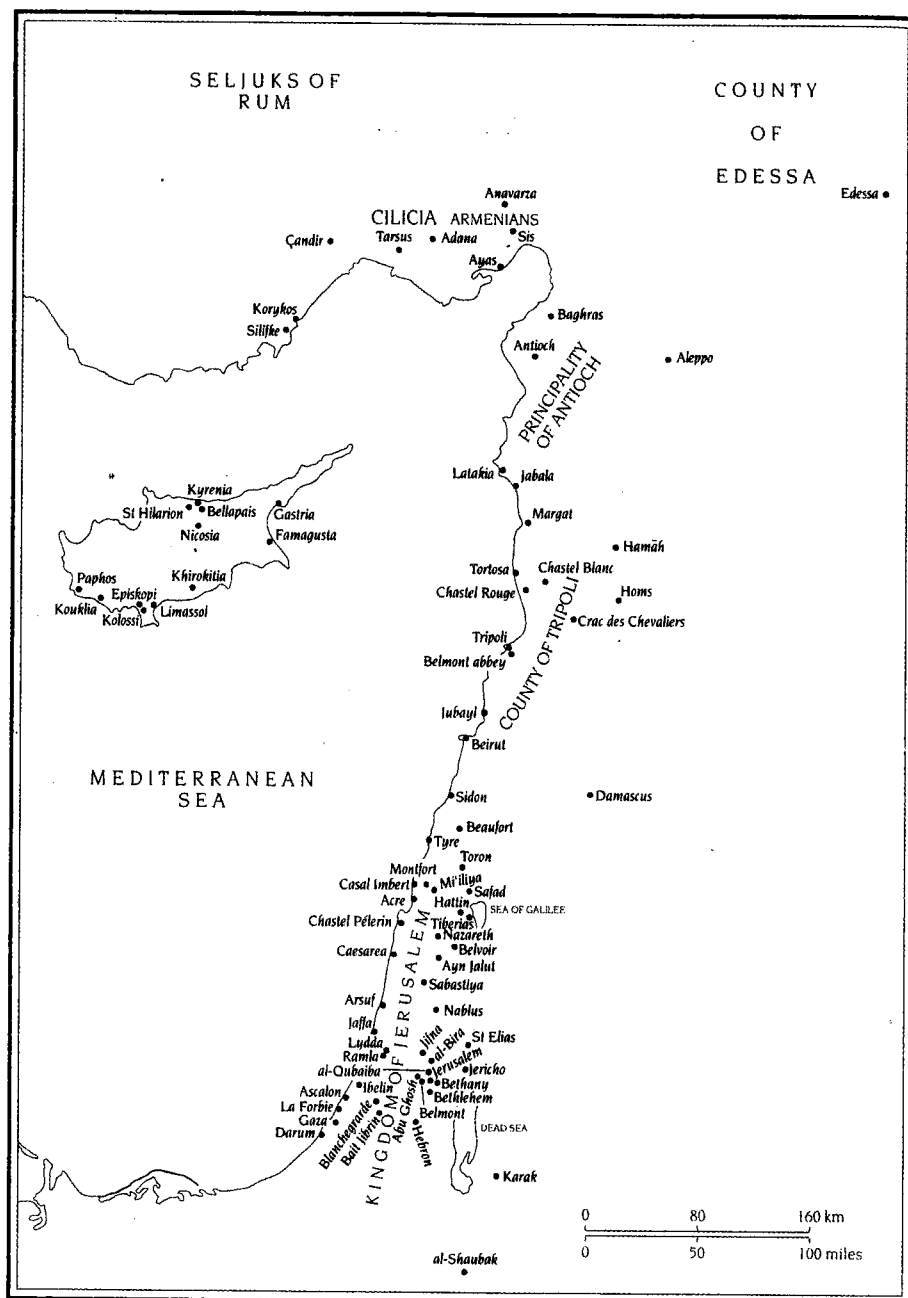 SELJUKS OF
RUM
COUNTY
OF
EDESSA
Anavarza
Edessa
CILICIA ARMENIANS
Çandir
Tarsus
Adana
Sis
Ayas
Korykos
Silifke
Baghras
Antioch
Aleppo
PRINCIPALITY
OF ANTIOCH
Latakia
Jabala
Kyrenia
St Hilarion
Bellapais
Gastria
Nicosia
Famagusta
Margat
Hamāh
Paphos
Khirokitia
Episkopi
Kouklia
Kolossi
Limassol
Tortosa
Chastel Blanc
Chastel Rouge
Homs
Crac des Chevaliers
Tripoli
Belmont abbey
COUNTY OF TRIPOLI
Jubayl
Beirut
MEDITERRANEAN
SEA
Sidon
Damascus
Beaufort
Tyre
Toron
Montfort
Casal Imbert
Mi'iliya
Safad
Acre
Hattin
SEA OF GALILEE
Chastel Pélerin
Tiberias
Nazareth
Belvoir
Caesarea
Ayn Jalut
Sabastiya
Arsuf
Nablus
Jaffa
Jifna
al-Bira
St Elias
Lydda
Ramla
Jerusalem
Jericho
al-Qubaiba
Ibelin
Abu Ghosh
Bethany
Ascalon
Bethlehem
La Forbie
Blanchegrarde
Belmont
Gaza
Bait Jibrin
Darum
Hebron
DEAD SEA
KINGDOM OF JERUSALEM
Karak
0 80 160 km
0 50 100 miles
al-Shaubak